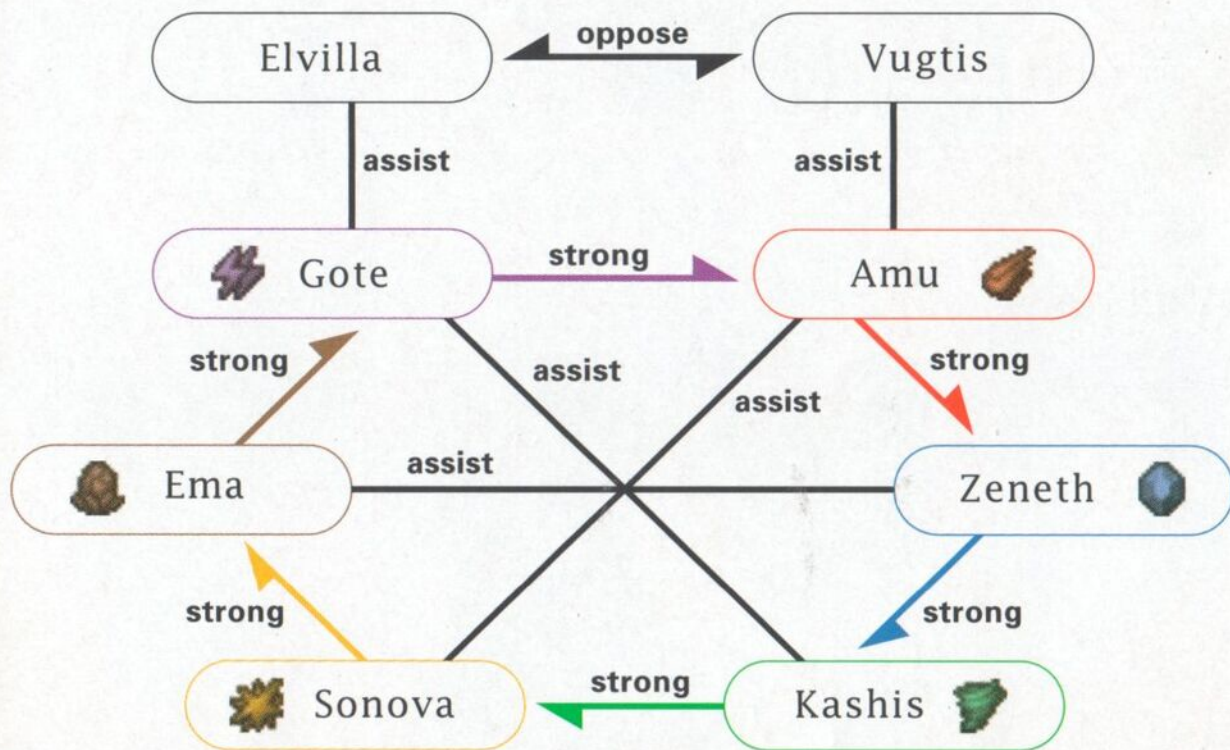 Elvilla
oppose
Vugtis
assist
assist
Gote
strong
Amu
strong
assist
strong
assist
Ema
assist
Zeneth
strong
strong
Sonova
strong
Kashis